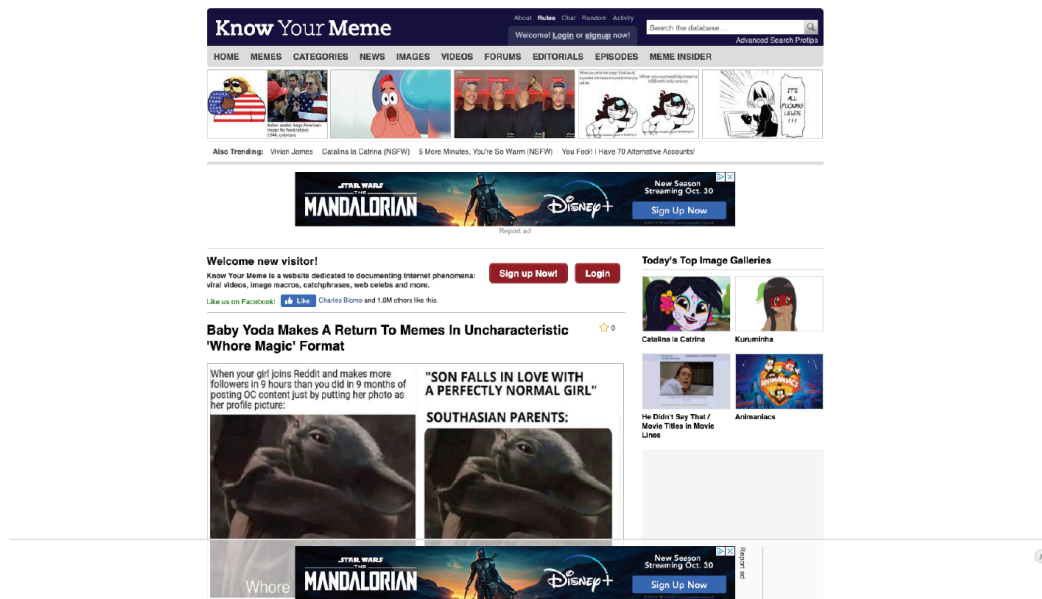 Know Your Meme
About Rules Chat Random Activity
Welcome! Login or signup now!
Search the database...
Advanced Search Protips
HOME MEMES CATEGORIES NEWS IMAGES VIDEOS FORUMS EDITORIALS EPISODES MEME INSIDER
IT'S
ALL
FUCKING
LEWDS
!!!
Also Trending: Vivian James Catalina la Catrina (NSFW) 5 More Minutes, You're So Warm (NSFW) You Fool! I Have 70 Alternative Accounts!
STAR WARS
THE
MANDALORIAN
Disney+
New Season
Streaming Oct. 30
Sign Up Now
Report ad
Welcome new visitor!
Know Your Meme is a website dedicated to documenting Internet phenomena:
viral videos, image macros, catchphrases, web celebs and more.
Sign up Now!
Login
Like us on Facebook!
Like
and 1.6M others like this.
Baby Yoda Makes A Return To Memes In Uncharacteristic
'Whore Magic' Format
0
When your girl joins Reddit and makes more
followers in 9 hours than you did in 9 months of
posting OC content just by putting her photo as
her profile picture:
"SON FALLS IN LOVE WITH
A PERFECTLY NORMAL GIRL"
SOUTHASIAN PARENTS:
Whore
Today's Top Image Galleries
Catalina la Catrina
Kuruminha
He Didn't Say That /
Movie Titles in Movie
Lines
ANIMANIACS
Animaniacs
STAR WARS
THE
MANDALORIAN
Disney+
New Season
Streaming Oct. 30
Sign Up Now
Report ad